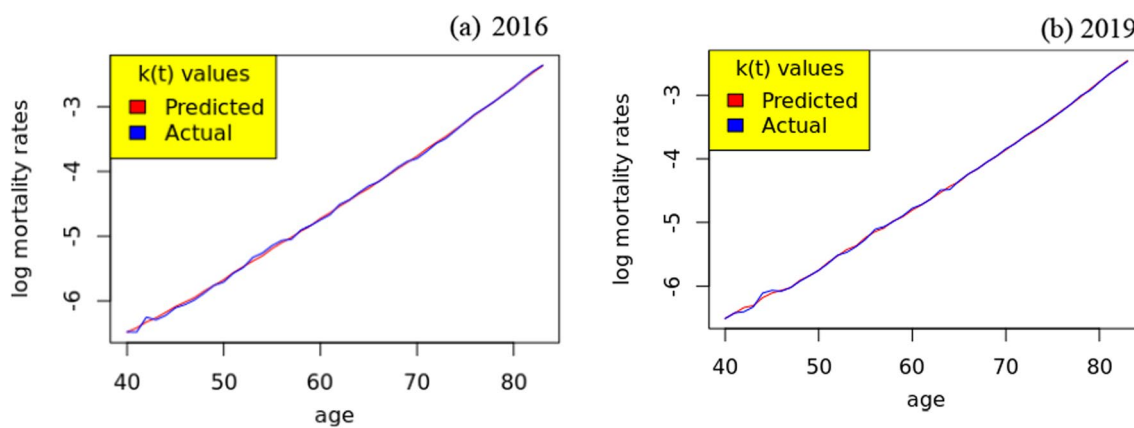 (a) 2016
k(t) values
Predicted
Actual
log mortality rates
-3
-4
-5
-6
40 50 60 70 80
age
(b) 2019
k(t) values
Predicted
Actual
log mortality rates
-3
-4
-5
-6
40 50 60 70 80
age